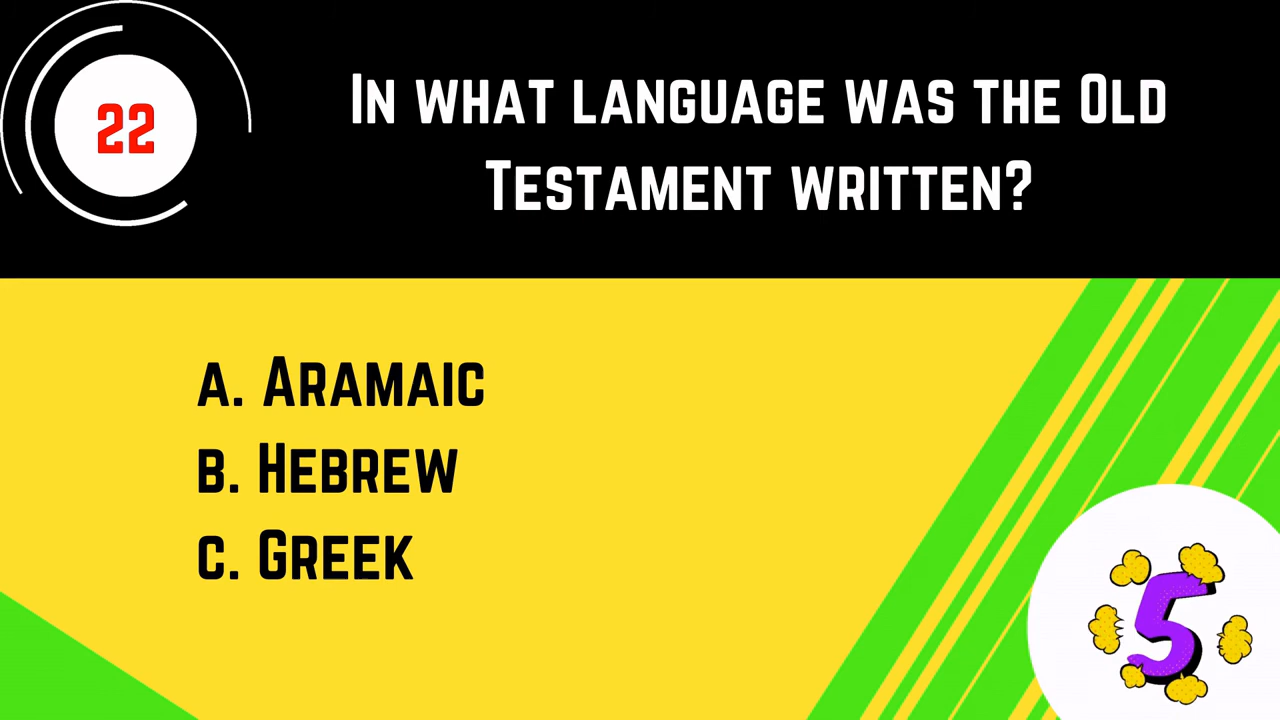 22
In what language was the Old
Testament written?
A. Aramaic
B. Hebrew
C. Greek
5